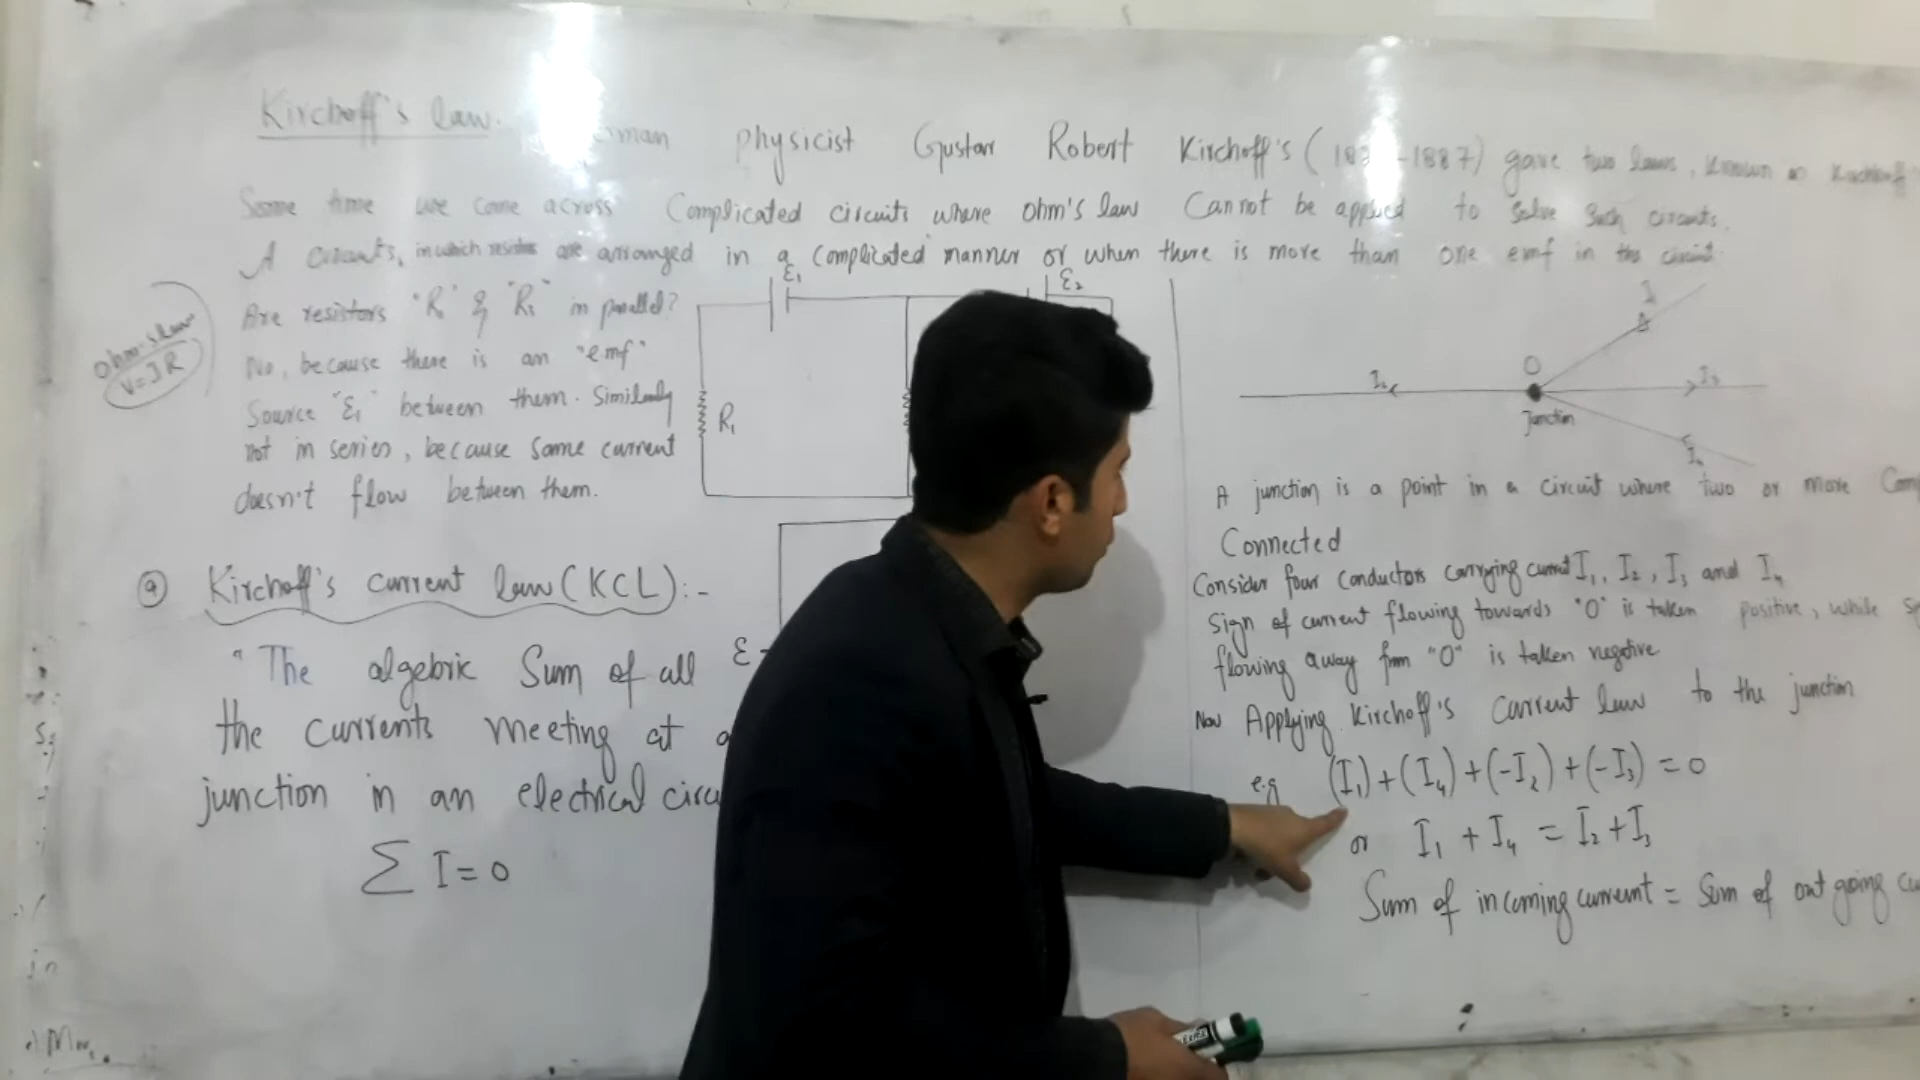 Kirchoff's law.
physicist Gustav Robert Kirchoff's ( -1887) gave two laws, known as Kirchoff's
Some time we come across Complicated circuits where ohm's law Cannot be applied to Solve Such circuits.
A circuits, in which resistors are arranged in a complicated manner or when there is more than one emf in the circuit.
Ohm's law
V=IR
Are resistors "R" & "R₁" in parallel?
No, because there is an "emf"
Source "ε₁" between them. Similarly
not in series, because same current
doesn't flow between them.
ε₁
ε₂
R₁
ε
ⓐ Kirchoff's current law (KCL):-
"The algebric Sum of all
the currents meeting at a
junction in an electrical
∑ I=0
O
I₃
Junction
A junction is a point in a circuit where two or more
Connected
Consider four conductors carrying current I₁, I₂, I₃ and I₄
Sign of current flowing towards "O" is taken positive, while
flowing away from "O" is taken negative
Now Applying Kirchoff's current law to the junction
e.g (I₁)+(I₄)+(-I₂)+(-I₃)=0
or I₁ + I₄ = I₂+I₃
Sum of incoming current = Sum of out going